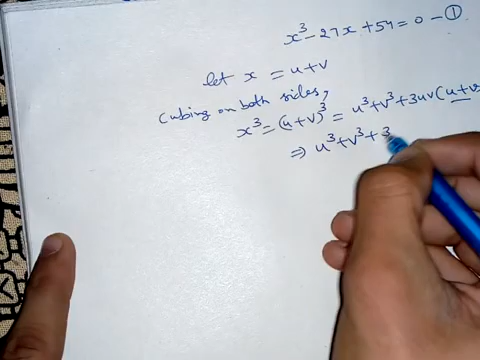 x³ - 27x + 54 = 0 - ①
let x = u+v
Cubing on both sides,
x³ = (u+v)³ = u³+v³+3uv(u+v
⇒ u³+v³+3